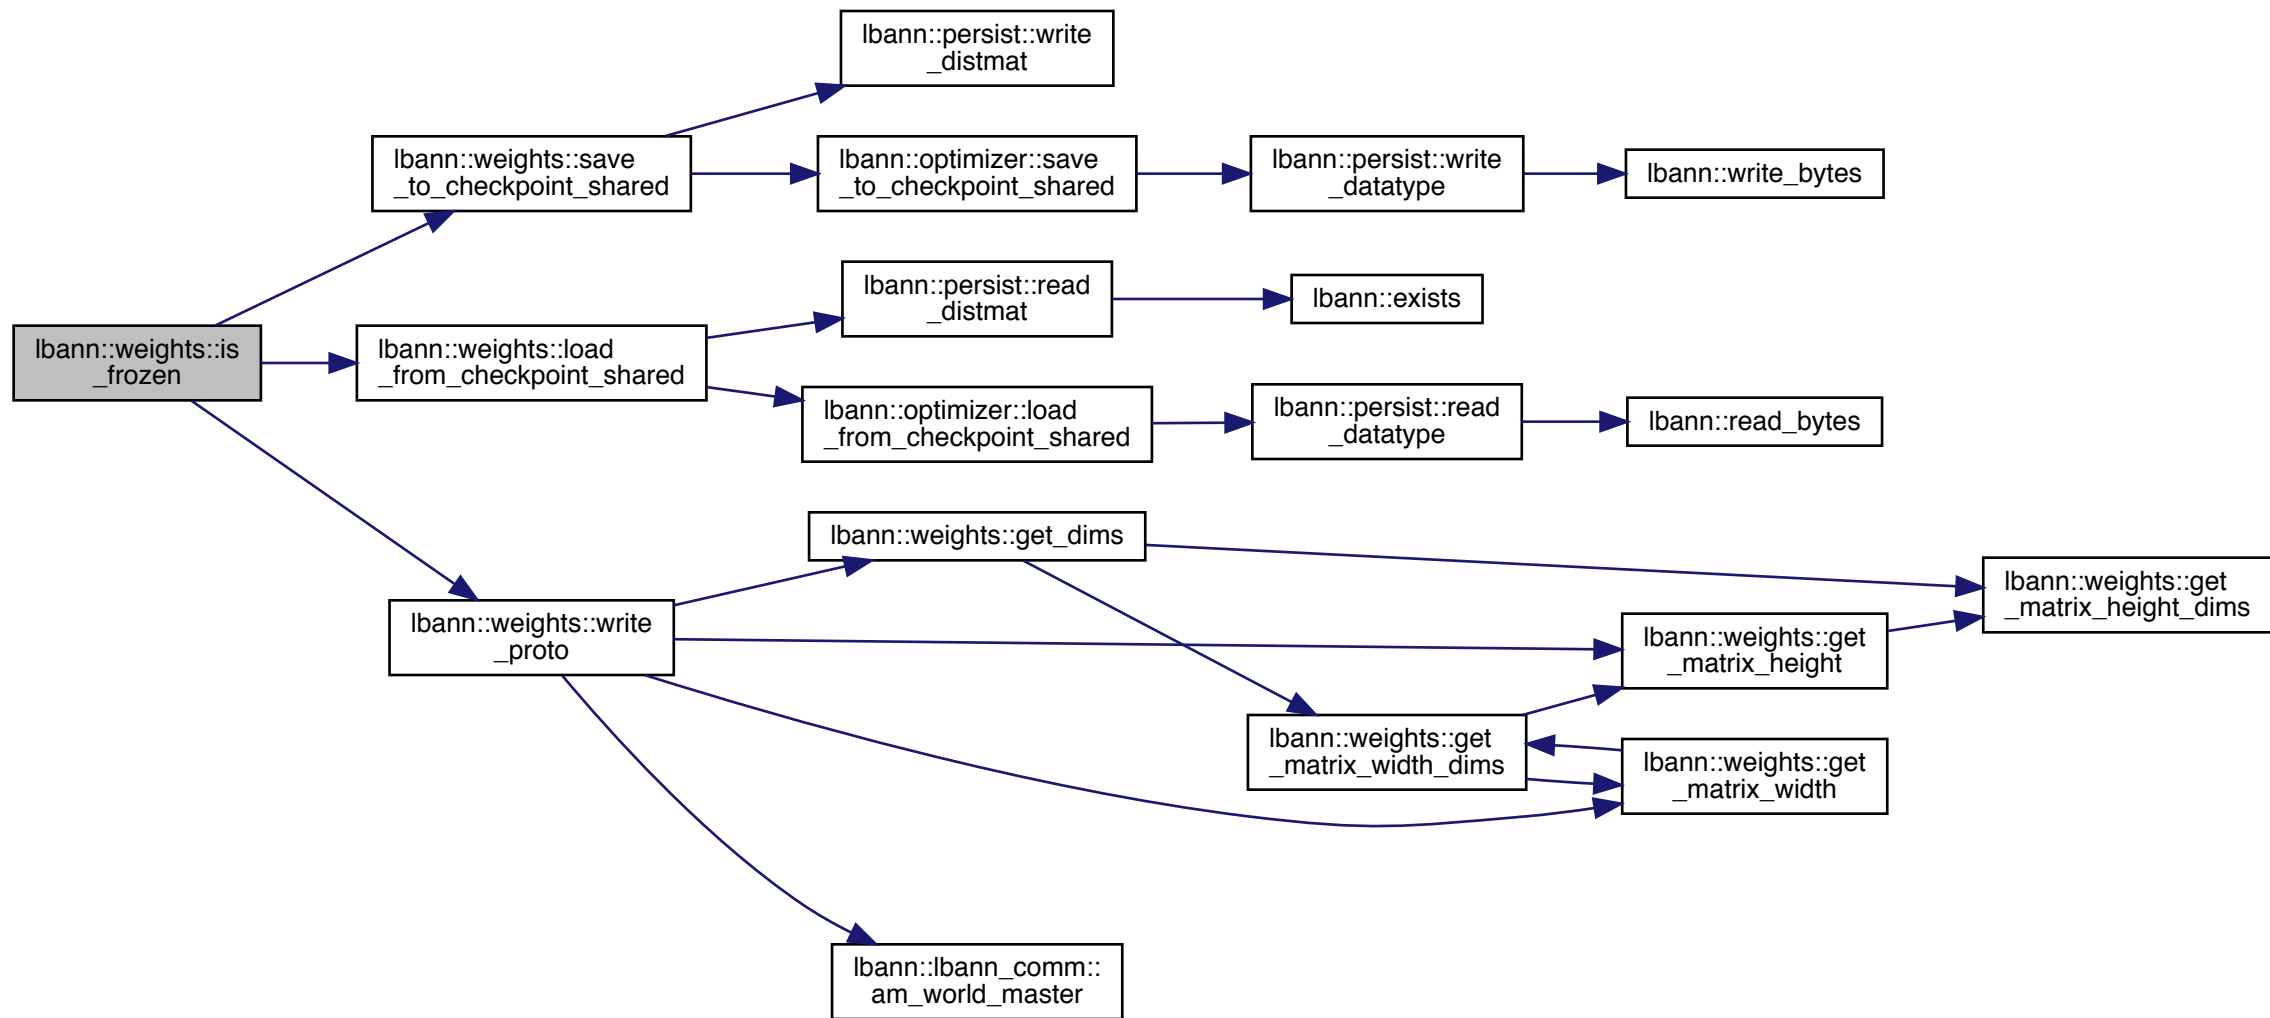 lbann::weights::is
_frozen
lbann::weights::save
_to_checkpoint_shared
lbann::persist::write
_distmat
lbann::optimizer::save
_to_checkpoint_shared
lbann::persist::write
_datatype
lbann::write_bytes
lbann::weights::load
_from_checkpoint_shared
lbann::persist::read
_distmat
lbann::exists
lbann::optimizer::load
_from_checkpoint_shared
lbann::persist::read
_datatype
lbann::read_bytes
lbann::weights::write
_proto
lbann::weights::get_dims
lbann::weights::get
_matrix_height_dims
lbann::weights::get
_matrix_height
lbann::weights::get
_matrix_width_dims
lbann::weights::get
_matrix_width
lbann::lbann_comm::
am_world_master